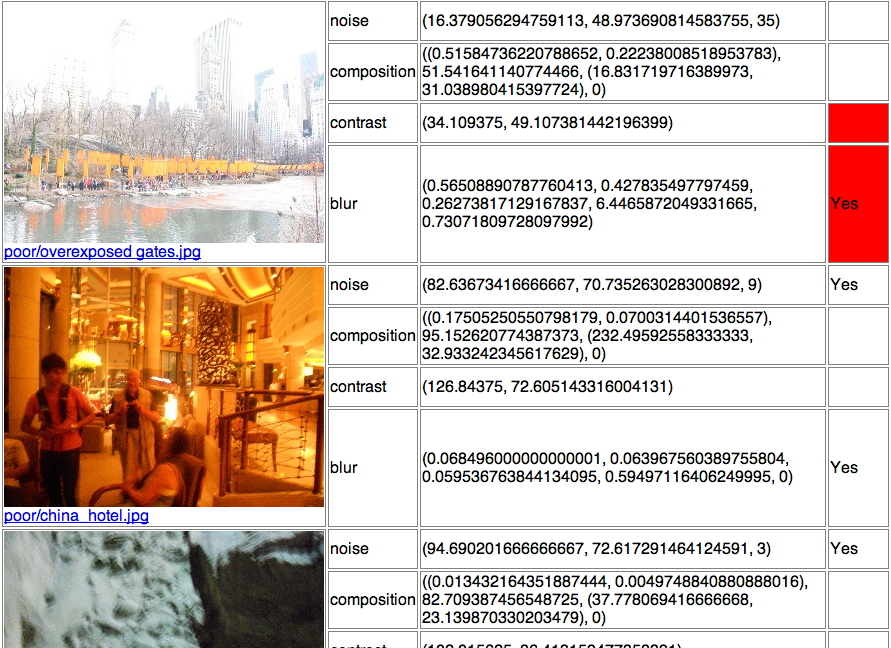 noise
(16.379056294759113, 48.973690814583755, 35)
composition
((0.51584736220788652, 0.22238008518953783),
51.541641140774466, (16.831719716389973,
31.038980415397724), 0)
contrast
(34.109375, 49.107381442196399)
blur
(0.56508890787760413, 0.427835497797459,
0.26273817129167837, 6.4465872049331665,
0.73071809728097992)
Yes
poor/overexposed gates.jpg
noise
(82.63673416666667, 70.735263028300892, 9)
Yes
composition
((0.17505250550798179, 0.0700314401536557),
95.152620774387373, (232.49592558333333,
32.933242345617629), 0)
contrast
(126.84375, 72.605143316004131)
blur
(0.068496000000000001, 0.063967560389755804,
0.059536763844134095, 0.59497116406249995, 0)
Yes
poor/china_hotel.jpg
noise
(94.690201666666667, 72.617291464124591, 3)
Yes
composition
((0.013432164351887444, 0.0049748840880888016),
82.709387456548725, (37.778069416666668,
23.139870330203479), 0)